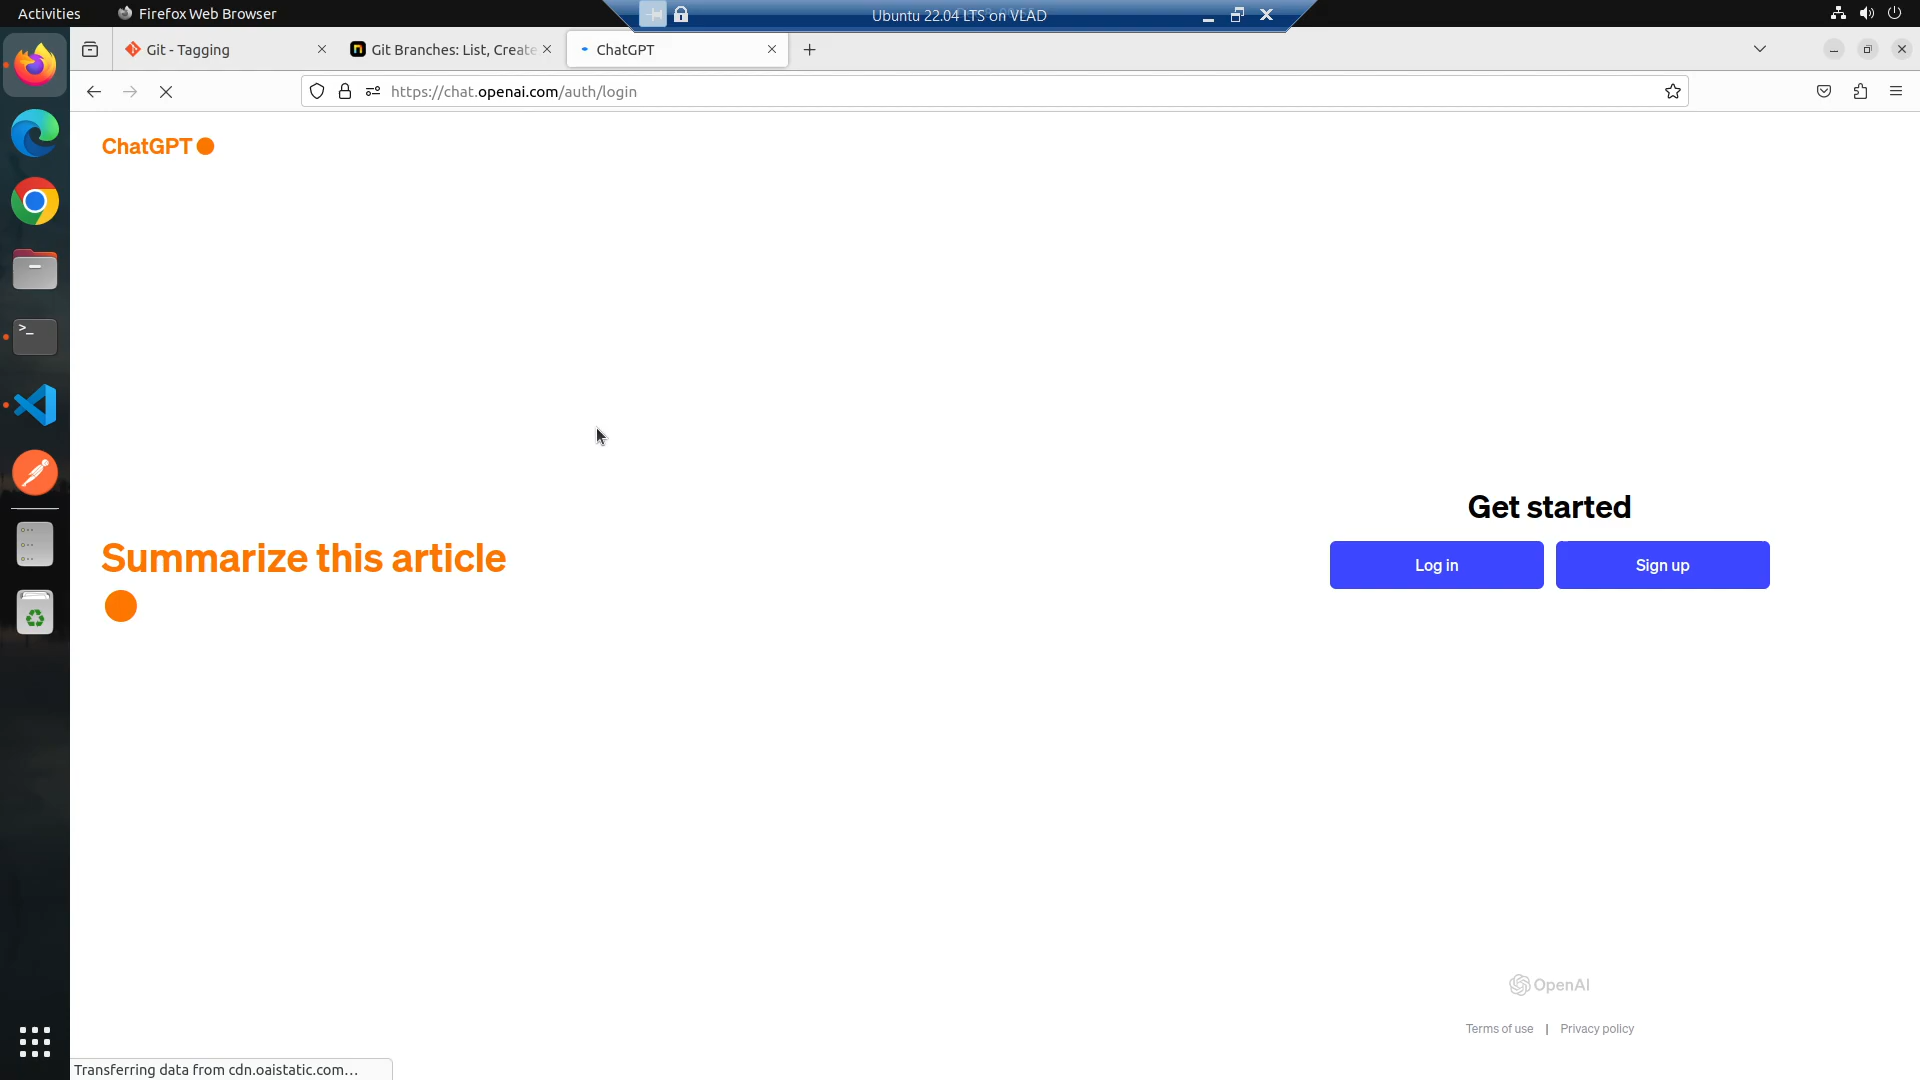 Activities
Firefox Web Browser
Ubuntu 22.04 LTS on VLAD
Git - Tagging
Git Branches: List, Create
ChatGPT
https://chat.openai.com/auth/login
ChatGPT
Get started
Summarize this article
Log in
Sign up
OpenAI
Terms of use | Privacy policy
Transferring data from cdn.oaistatic.com…